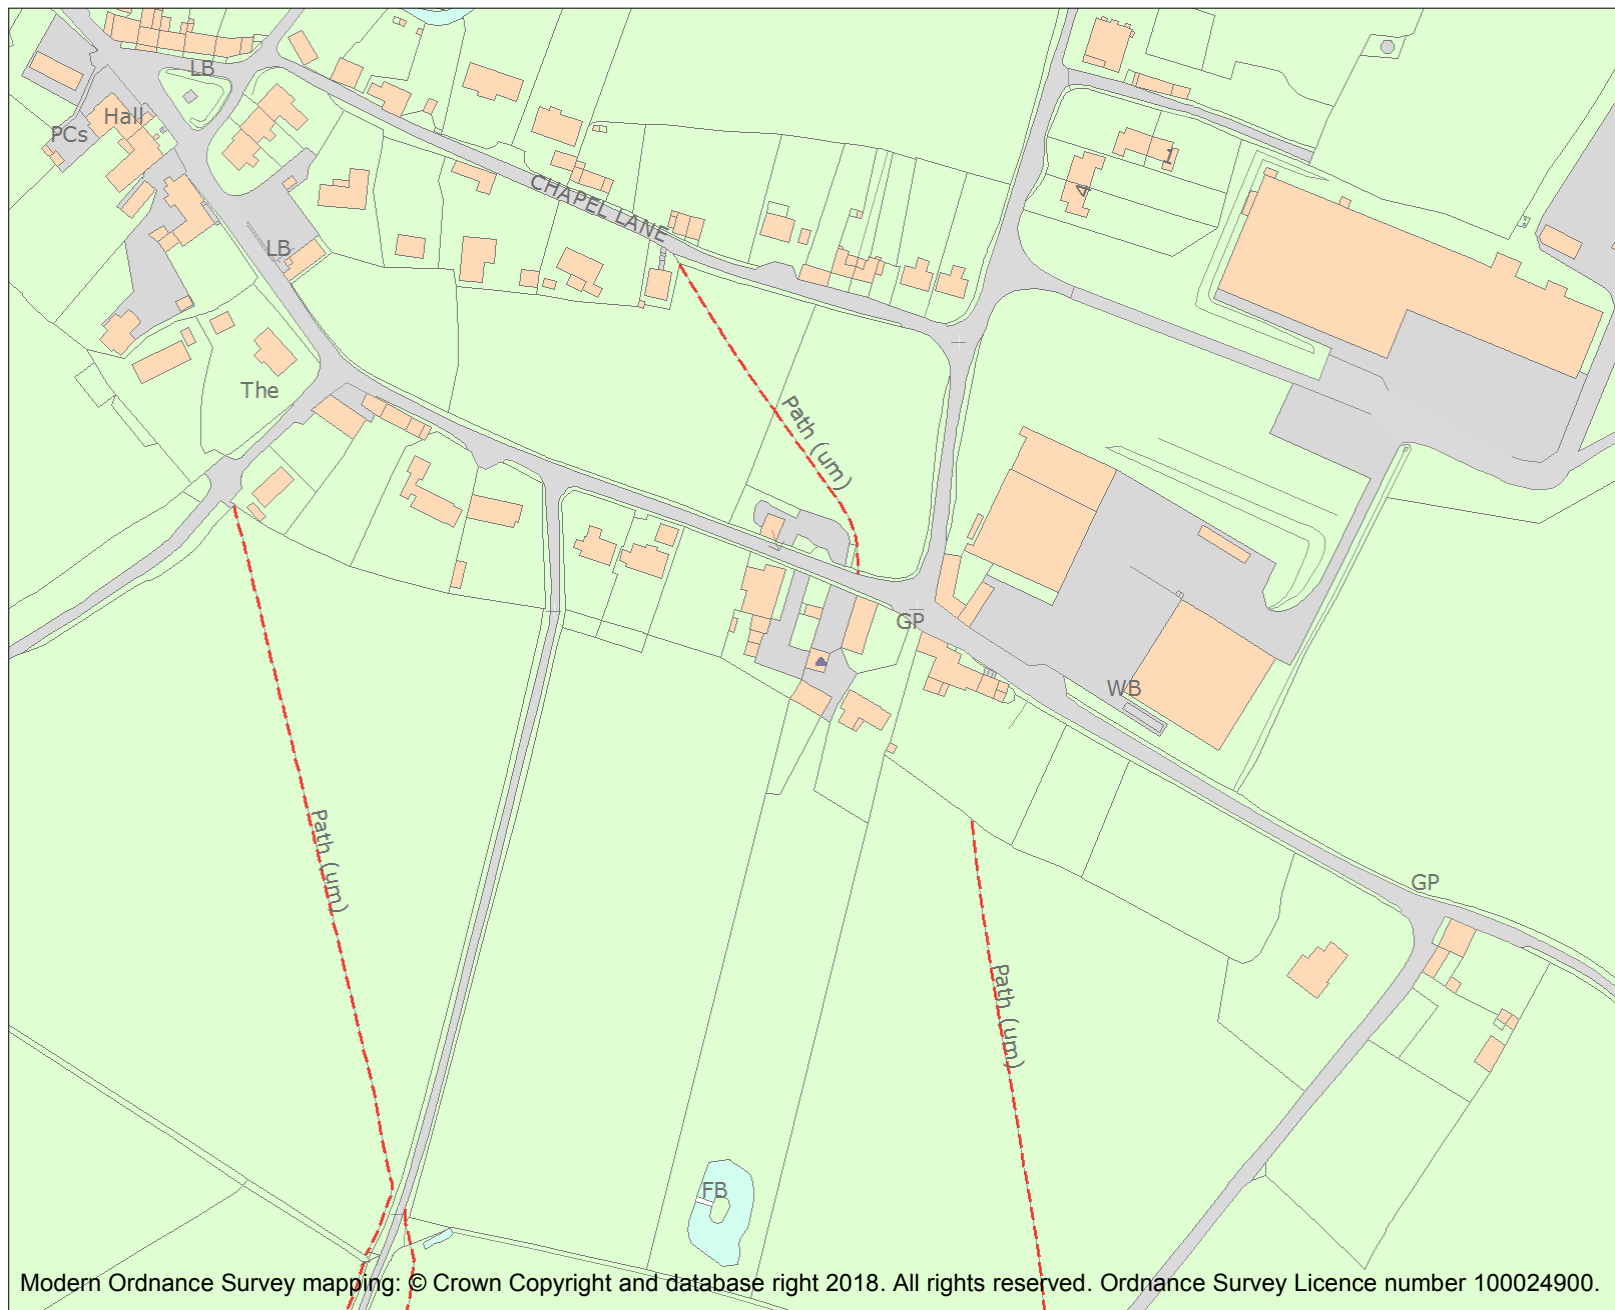 LB
Hall
PCs
CHAPEL LANE
1
4
LB
The
Path (um)
GP
WB
Path (um)
GP
Path (um)
FB
Modern Ordnance Survey mapping: © Crown Copyright and database right 2018. All rights reserved. Ordnance Survey Licence number 100024900.